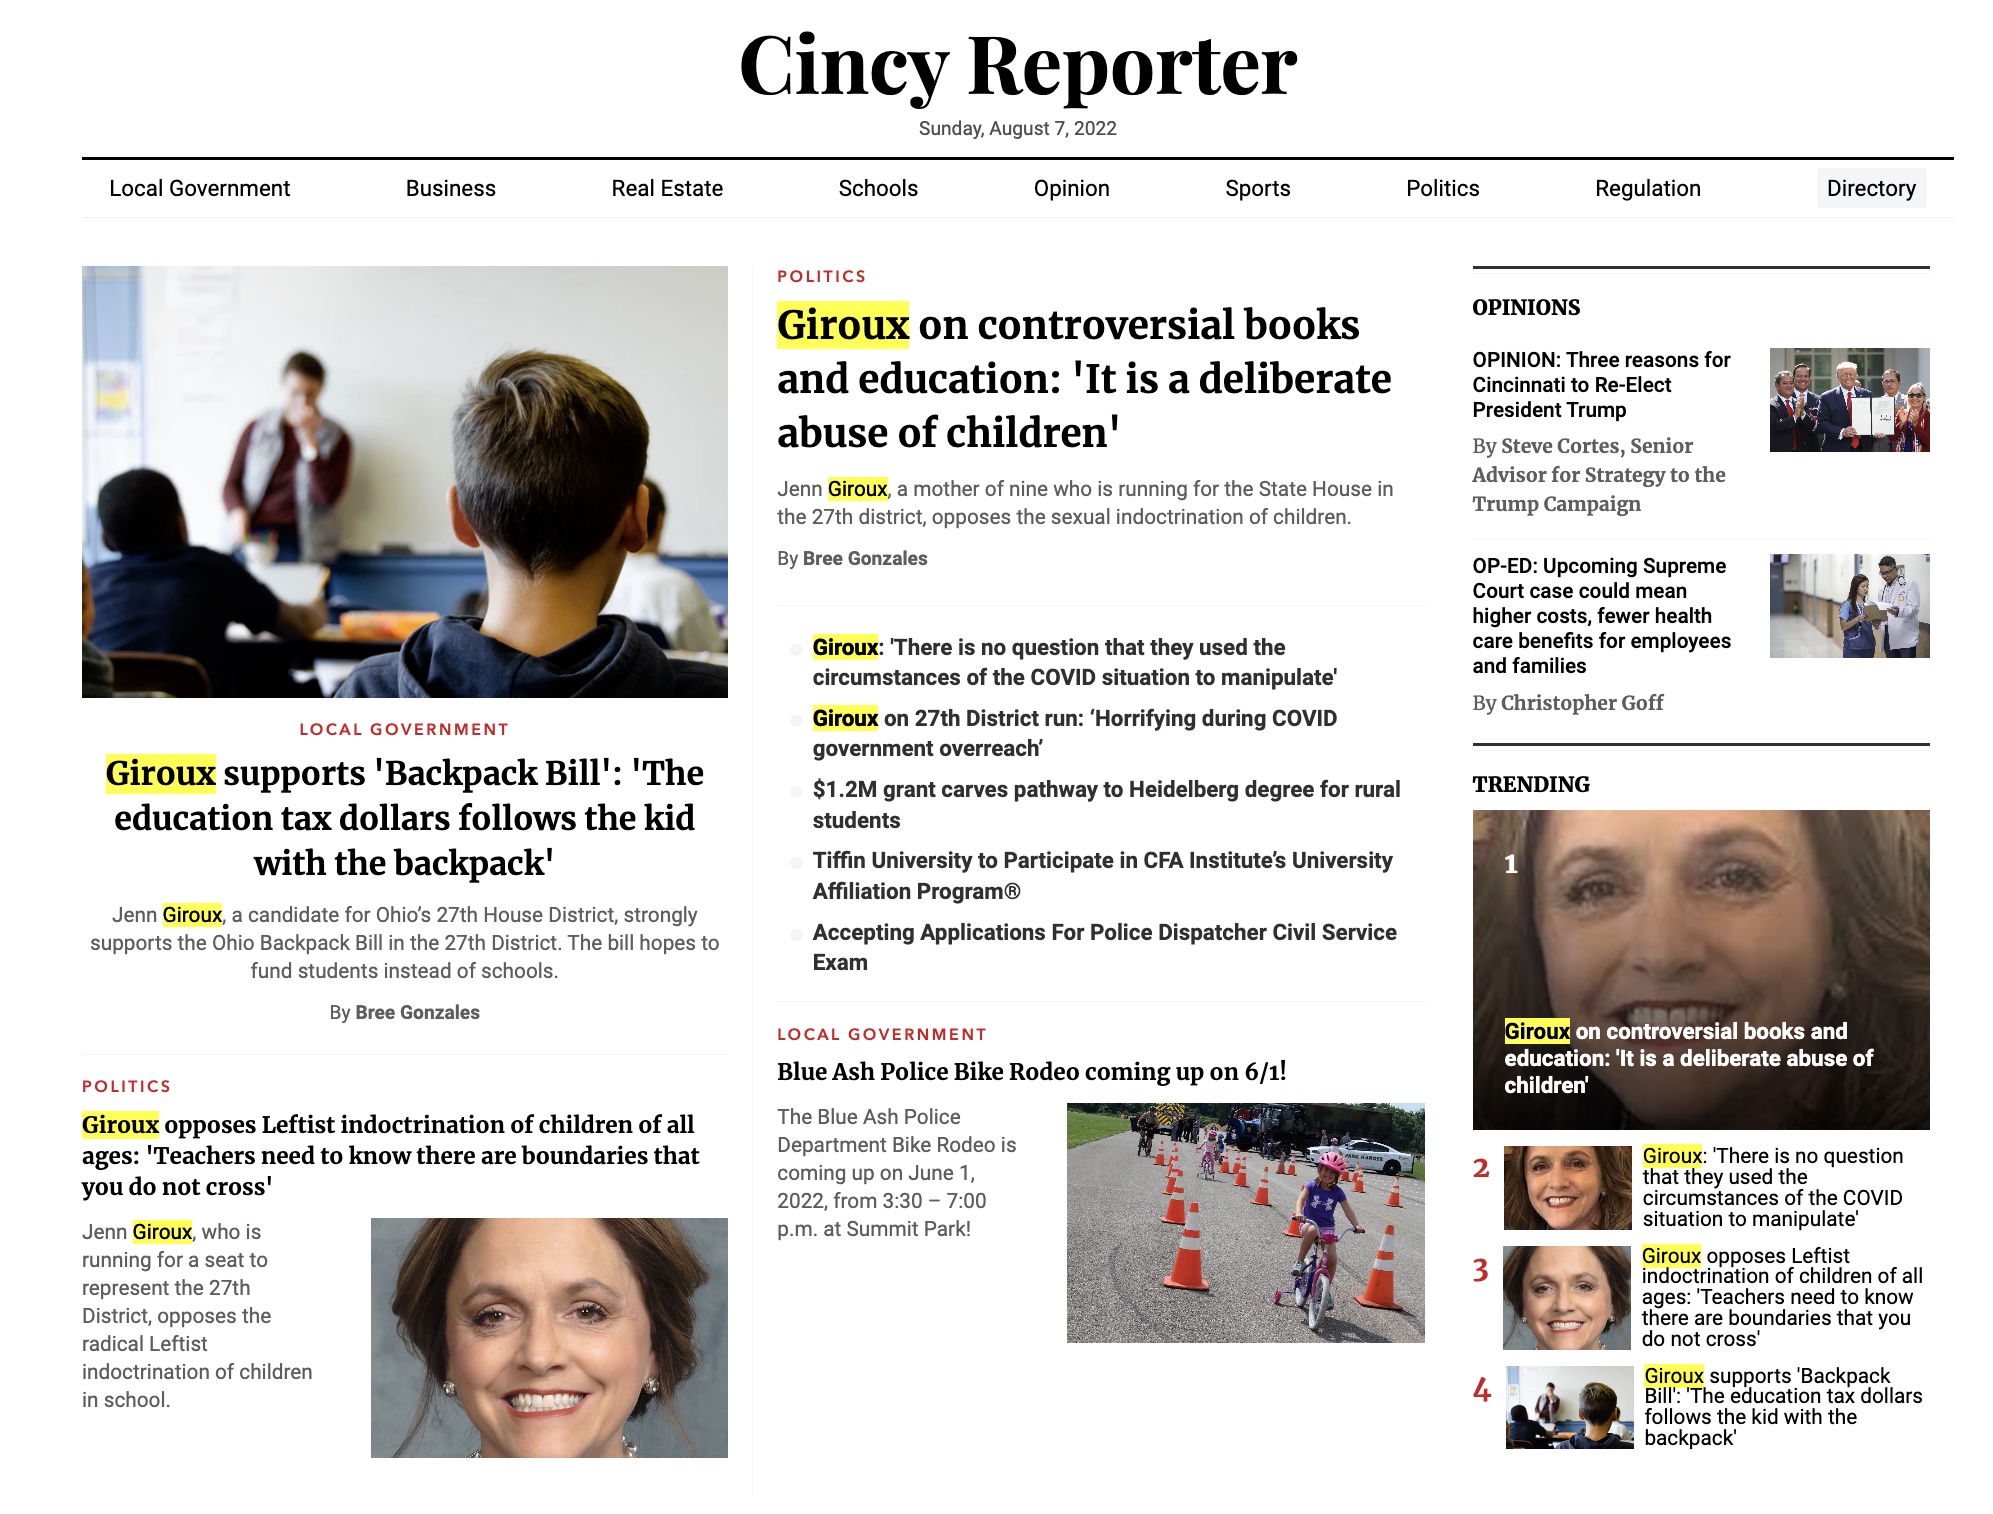 Cincy Reporter
Sunday, August 7, 2022
Local Government Business Real Estate Schools Opinion Sports Politics Regulation Directory
LOCAL GOVERNMENT
Giroux supports 'Backpack Bill': 'The
education tax dollars follows the kid
with the backpack'
Jenn Giroux, a candidate for Ohio’s 27th House District, strongly
supports the Ohio Backpack Bill in the 27th District. The bill hopes to
fund students instead of schools.
By Bree Gonzales
POLITICS
Giroux opposes Leftist indoctrination of children of all
ages: 'Teachers need to know there are boundaries that
you do not cross'
Jenn Giroux, who is
running for a seat to
represent the 27th
District, opposes the
radical Leftist
indoctrination of children
in school.
POLITICS
Giroux on controversial books
and education: 'It is a deliberate
abuse of children'
Jenn Giroux, a mother of nine who is running for the State House in
the 27th district, opposes the sexual indoctrination of children.
By Bree Gonzales
Giroux: 'There is no question that they used the
circumstances of the COVID situation to manipulate'
Giroux on 27th District run: ‘Horrifying during COVID
government overreach’
$1.2M grant carves pathway to Heidelberg degree for rural
students
Tiffin University to Participate in CFA Institute’s University
Affiliation Program®
Accepting Applications For Police Dispatcher Civil Service
Exam
LOCAL GOVERNMENT
Blue Ash Police Bike Rodeo coming up on 6/1!
The Blue Ash Police
Department Bike Rodeo is
coming up on June 1,
2022, from 3:30 – 7:00
p.m. at Summit Park!
PARK RANGER
OPINIONS
OPINION: Three reasons for
Cincinnati to Re-Elect
President Trump
By Steve Cortes, Senior
Advisor for Strategy to the
Trump Campaign
OP-ED: Upcoming Supreme
Court case could mean
higher costs, fewer health
care benefits for employees
and families
By Christopher Goff
TRENDING
1
Giroux on controversial books and
education: 'It is a deliberate abuse of
children'
2
Giroux: 'There is no question
that they used the
circumstances of the COVID
situation to manipulate'
3
Giroux opposes Leftist
indoctrination of children of all
ages: 'Teachers need to know
there are boundaries that you
do not cross'
4
Giroux supports 'Backpack
Bill': 'The education tax dollars
follows the kid with the
backpack'